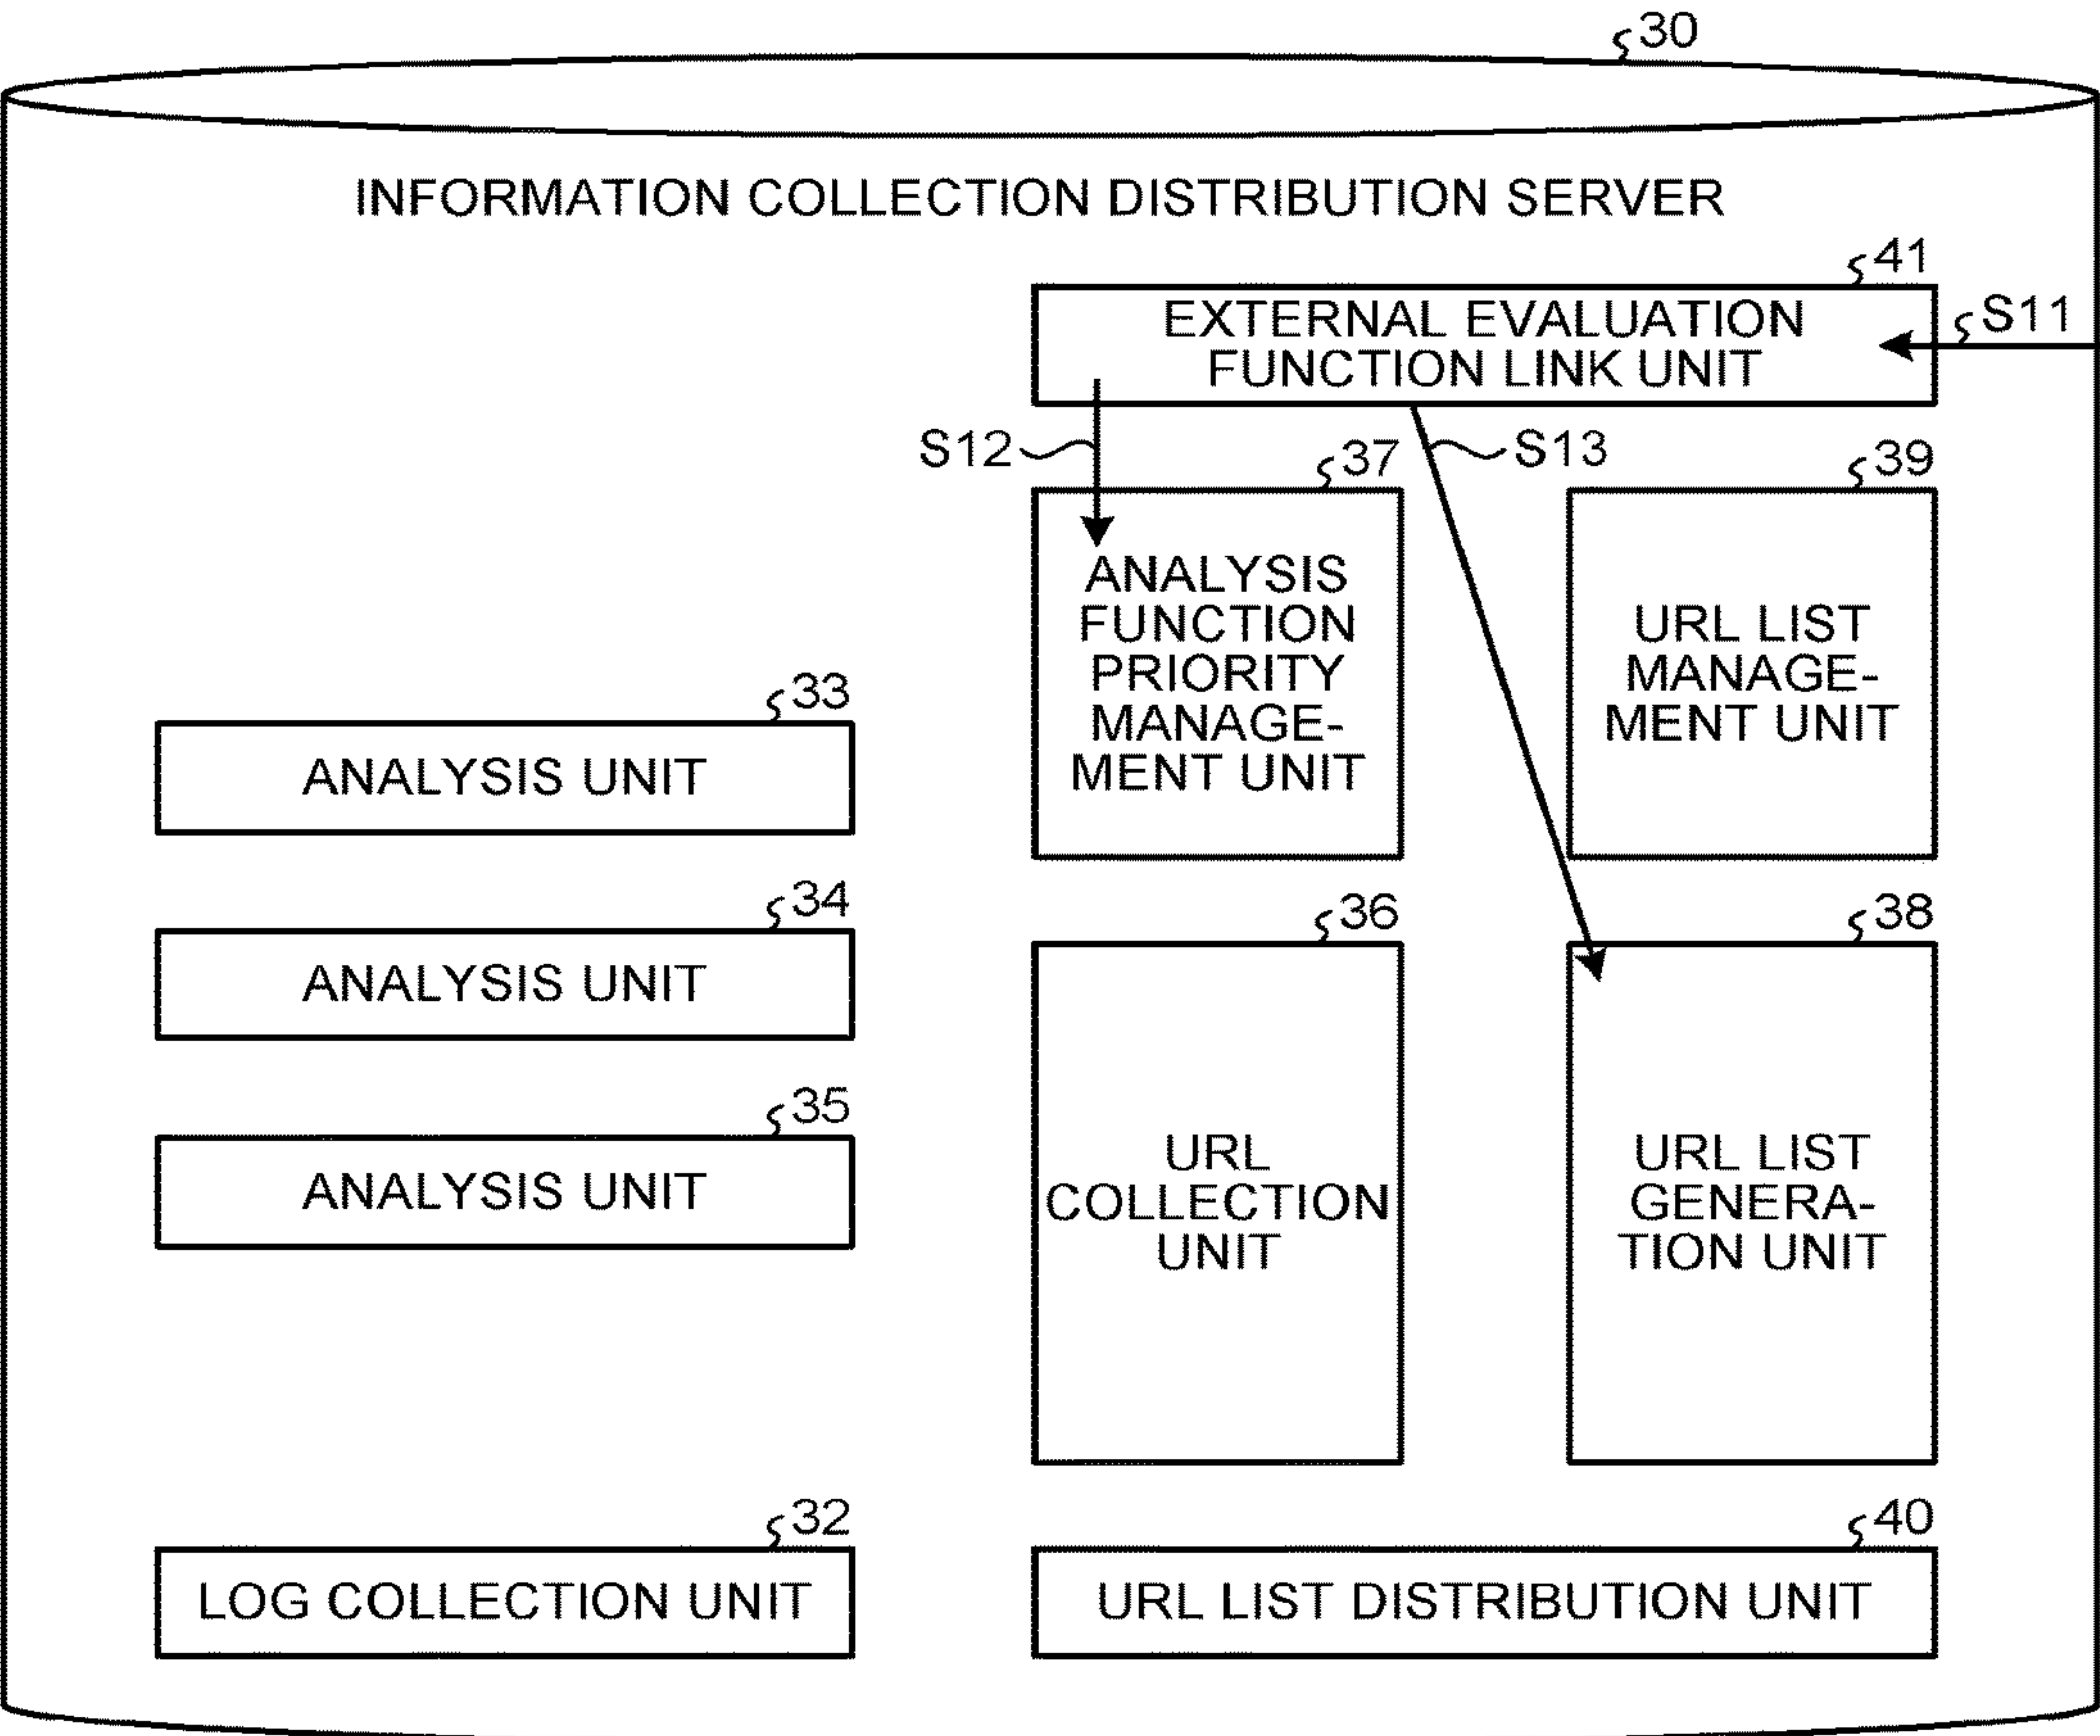 30
INFORMATION COLLECTION DISTRIBUTION SERVER
41
EXTERNAL EVALUATION
FUNCTION LINK UNIT
S11
S12
S13
37
ANALYSIS
FUNCTION
PRIORITY
MANAGE-
MENT UNIT
39
URL LIST
MANAGE-
MENT UNIT
33
ANALYSIS UNIT
34
ANALYSIS UNIT
35
ANALYSIS UNIT
36
URL
COLLECTION
UNIT
38
URL LIST
GENERA-
TION UNIT
32
LOG COLLECTION UNIT
40
URL LIST DISTRIBUTION UNIT